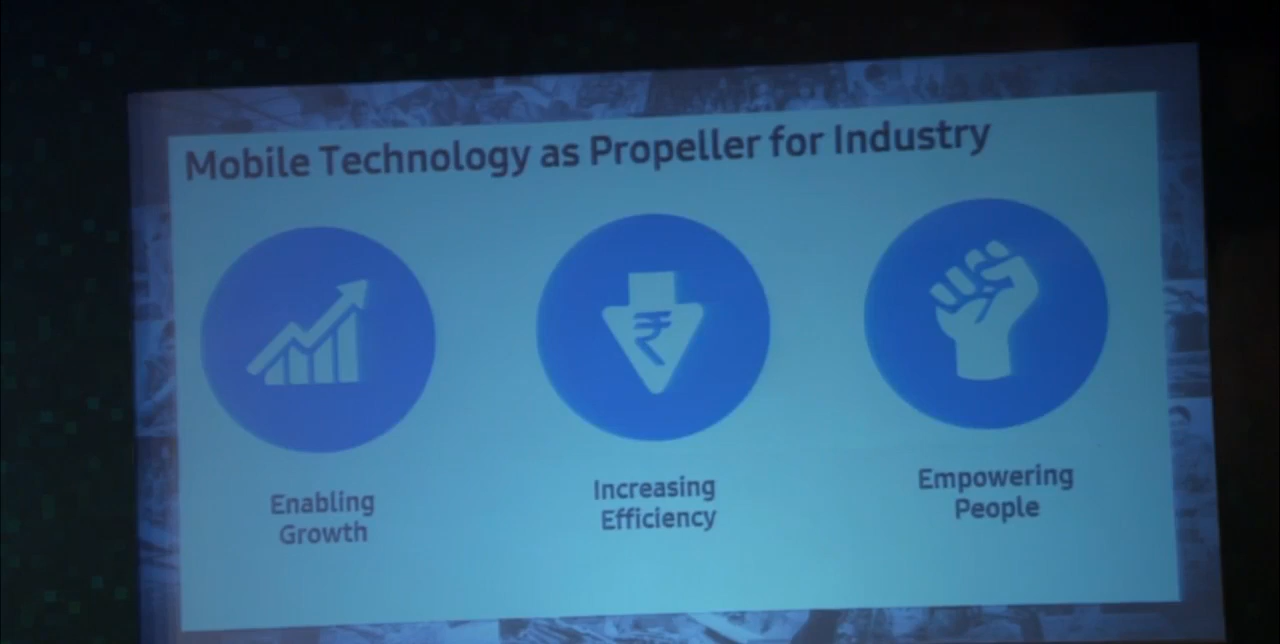 Mobile Technology as Propeller for Industry
₹
Enabling
Growth
Increasing
Efficiency
Empowering
People